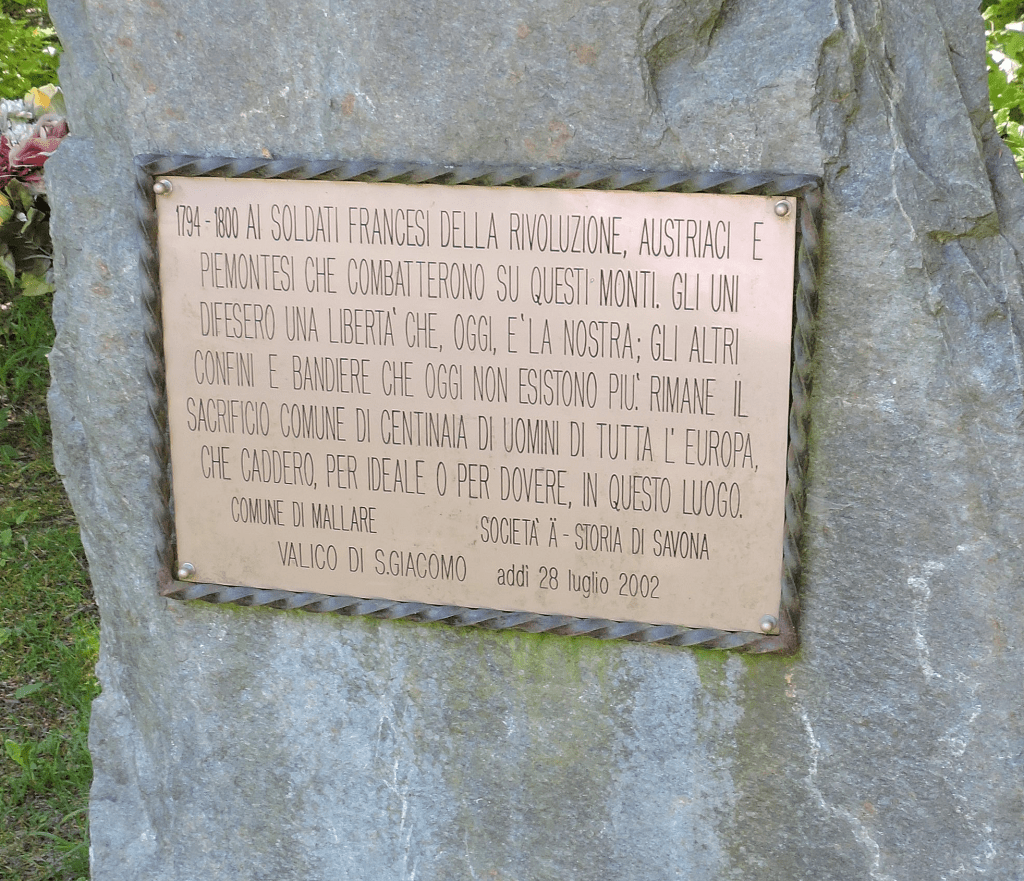 1794 - 1800 AI SOLDATI FRANCESI DELLA RIVOLUZIONE, AUSTRIACI E
PIEMONTESI CHE COMBATTERONO SU QUESTI MONTI. GLI UNI
DIFESERO UNA LIBERTA' CHE, OGGI, E' LA NOSTRA; GLI ALTRI
CONFINI E BANDIERE CHE OGGI NON ESISTONO PIU'. RIMANE IL
SACRIFICIO COMUNE DI CENTINAIA DI UOMINI DI TUTTA L' EUROPA,
CHE CADDERO, PER IDEALE O PER DOVERE, IN QUESTO LUOGO.
COMUNE DI MALLARE SOCIETA' Ä - STORIA DI SAVONA
VALICO DI S.GIACOMO addì 28 luglio 2002